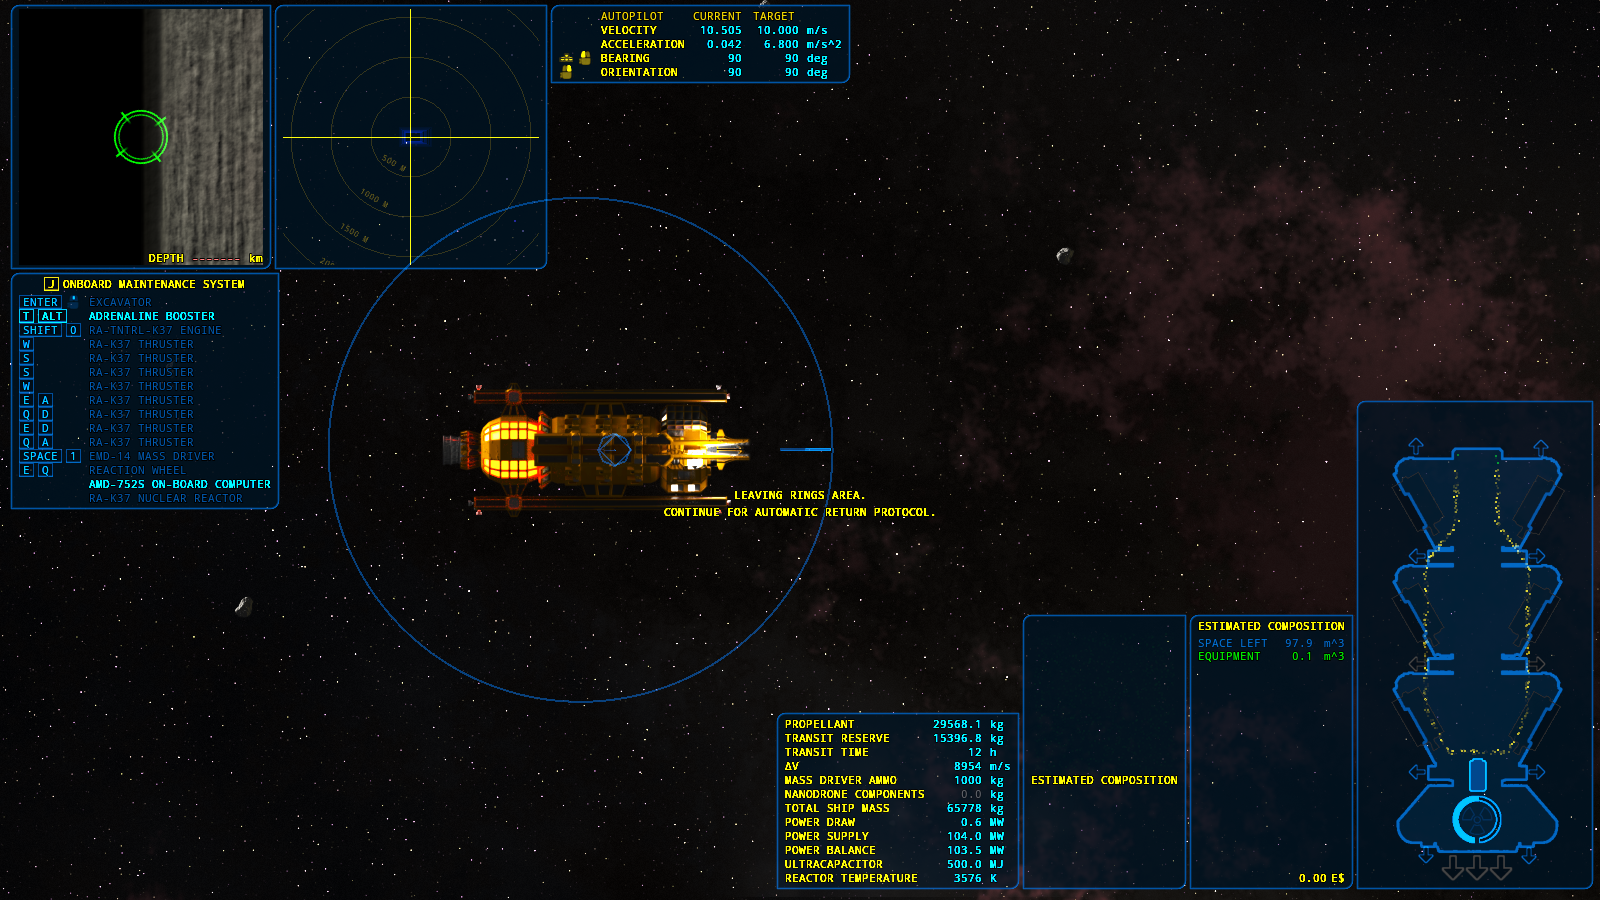 DEPTH ------- km
500 M
1000 M
1500 M
AUTOPILOT CURRENT TARGET
VELOCITY 10.505 10.000 m/s
ACCELERATION 0.042 6.800 m/s^2
BEARING 90 90 deg
ORIENTATION 90 90 deg
J ONBOARD MAINTENANCE SYSTEM
ENTER EXCAVATOR
T ALT ADRENALINE BOOSTER
SHIFT 0 RA-TNTRL-K37 ENGINE
W RA-K37 THRUSTER
S RA-K37 THRUSTER
S RA-K37 THRUSTER
W RA-K37 THRUSTER
E A RA-K37 THRUSTER
Q D RA-K37 THRUSTER
E D RA-K37 THRUSTER
Q A RA-K37 THRUSTER
SPACE 1 EMD-14 MASS DRIVER
E Q REACTION WHEEL
AMD-752S ON-BOARD COMPUTER
RA-K37 NUCLEAR REACTOR
LEAVING RINGS AREA.
CONTINUE FOR AUTOMATIC RETURN PROTOCOL.
PROPELLANT 29568.1 kg
TRANSIT RESERVE 15396.8 kg
TRANSIT TIME 12 h
ΔV 8954 m/s
MASS DRIVER AMMO 1000 kg
NANODRONE COMPONENTS 0.0 kg
TOTAL SHIP MASS 65778 kg
POWER DRAW 0.6 MW
POWER SUPPLY 104.0 MW
POWER BALANCE 103.5 MW
ULTRACAPACITOR 500.0 MJ
REACTOR TEMPERATURE 3576 K
ESTIMATED COMPOSITION
ESTIMATED COMPOSITION
SPACE LEFT 97.9 m^3
EQUIPMENT 0.1 m^3
0.00 E$